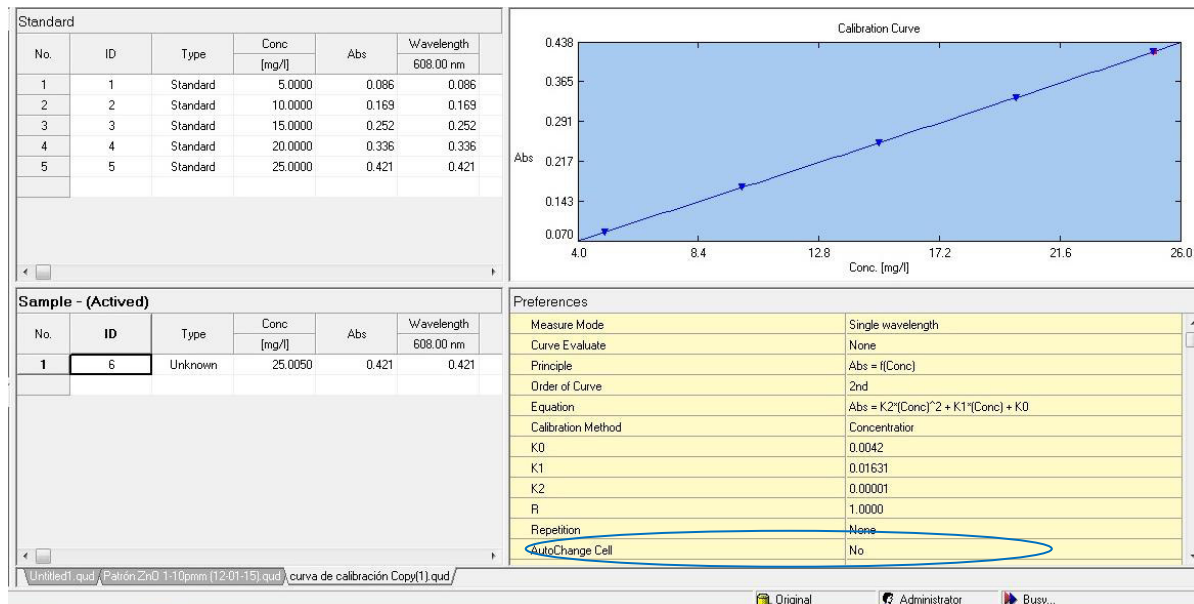 Standard
No. ID Type Conc [mg/l] Abs Wavelength 608.00 nm
1 1 Standard 5.0000 0.086 0.086
2 2 Standard 10.0000 0.169 0.169
3 3 Standard 15.0000 0.252 0.252
4 4 Standard 20.0000 0.336 0.336
5 5 Standard 25.0000 0.421 0.421
Calibration Curve
0.438
0.365
0.291
Abs 0.217
0.143
0.070
4.0 8.4 12.8 17.2 21.6 26.0
Conc. [mg/l]
Sample - (Actived)
No. ID Type Conc [mg/l] Abs Wavelength 608.00 nm
1 6 Unknown 25.0050 0.421 0.421
Preferences
Measure Mode Single wavelength
Curve Evaluate None
Principle Abs = f(Conc)
Order of Curve 2nd
Equation Abs = K2*(Conc)^2 + K1*(Conc) + K0
Calibration Method Concentratior
K0 0.0042
K1 0.01631
K2 0.00001
R 1.0000
Repetition None
AutoChange Cell No
Untitled1.qud Patrón ZnO 1-10pmm (12-01-15).qud curva de calibración Copy(1).qud
Original Administrator Busy...